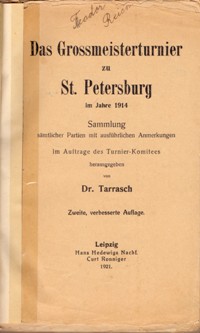 Teodor
Das Grossmeisterturnier
zu
St. Petersburg
im Jahre 1914
Sammlung
sämtlicher Partien mit ausführlichen Anmerkungen
im Auftrage des Turnier-Komitees
herausgegeben
von
Dr. Tarrasch
Zweite, verbesserte Auflage.
Leipzig
Hans Hedewigs Nachf.
Curt Ronniger
1921.